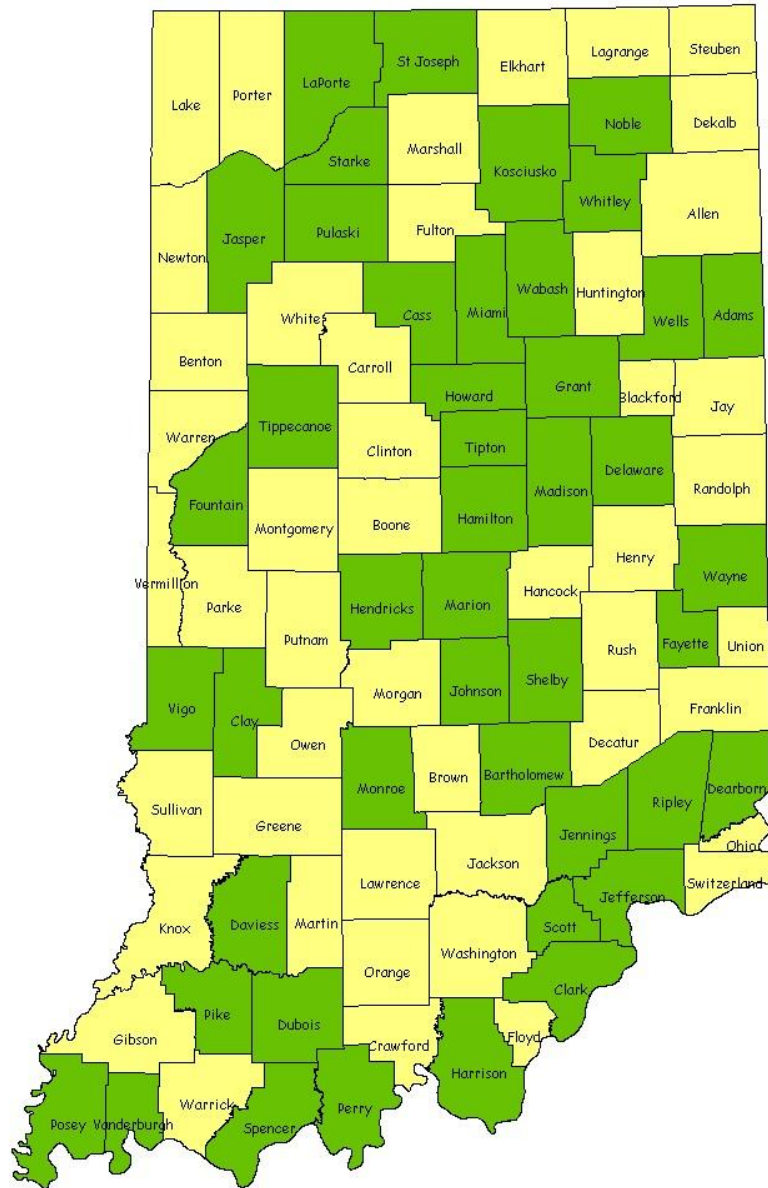 Steuben
Lagrange
Elkhart
St Joseph
LaPorte
Porter
Lake
Noble
Dekalb
Marshall
Starke
Kosciusko
Whitley
Allen
Fulton
Pulaski
Jasper
Newton
Wabash
Huntington
Miami
Cass
White
Wells
Adams
Benton
Carroll
Howard
Grant
Blackford
Jay
Tippecanoe
Warren
Clinton
Tipton
Delaware
Madison
Randolph
Fountain
Montgomery
Boone
Hamilton
Henry
Wayne
Vermillion
Parke
Hendricks
Marion
Hancock
Putnam
Rush
Fayette
Union
Vigo
Clay
Morgan
Johnson
Shelby
Franklin
Owen
Decatur
Monroe
Brown
Bartholomew
Ripley
Dearborn
Sullivan
Greene
Jennings
Ohio
Jackson
Lawrence
Jefferson
Switzerland
Knox
Daviess
Martin
Scott
Washington
Orange
Clark
Gibson
Pike
Dubois
Crawford
Floyd
Harrison
Posey
Vanderburgh
Warrick
Spencer
Perry